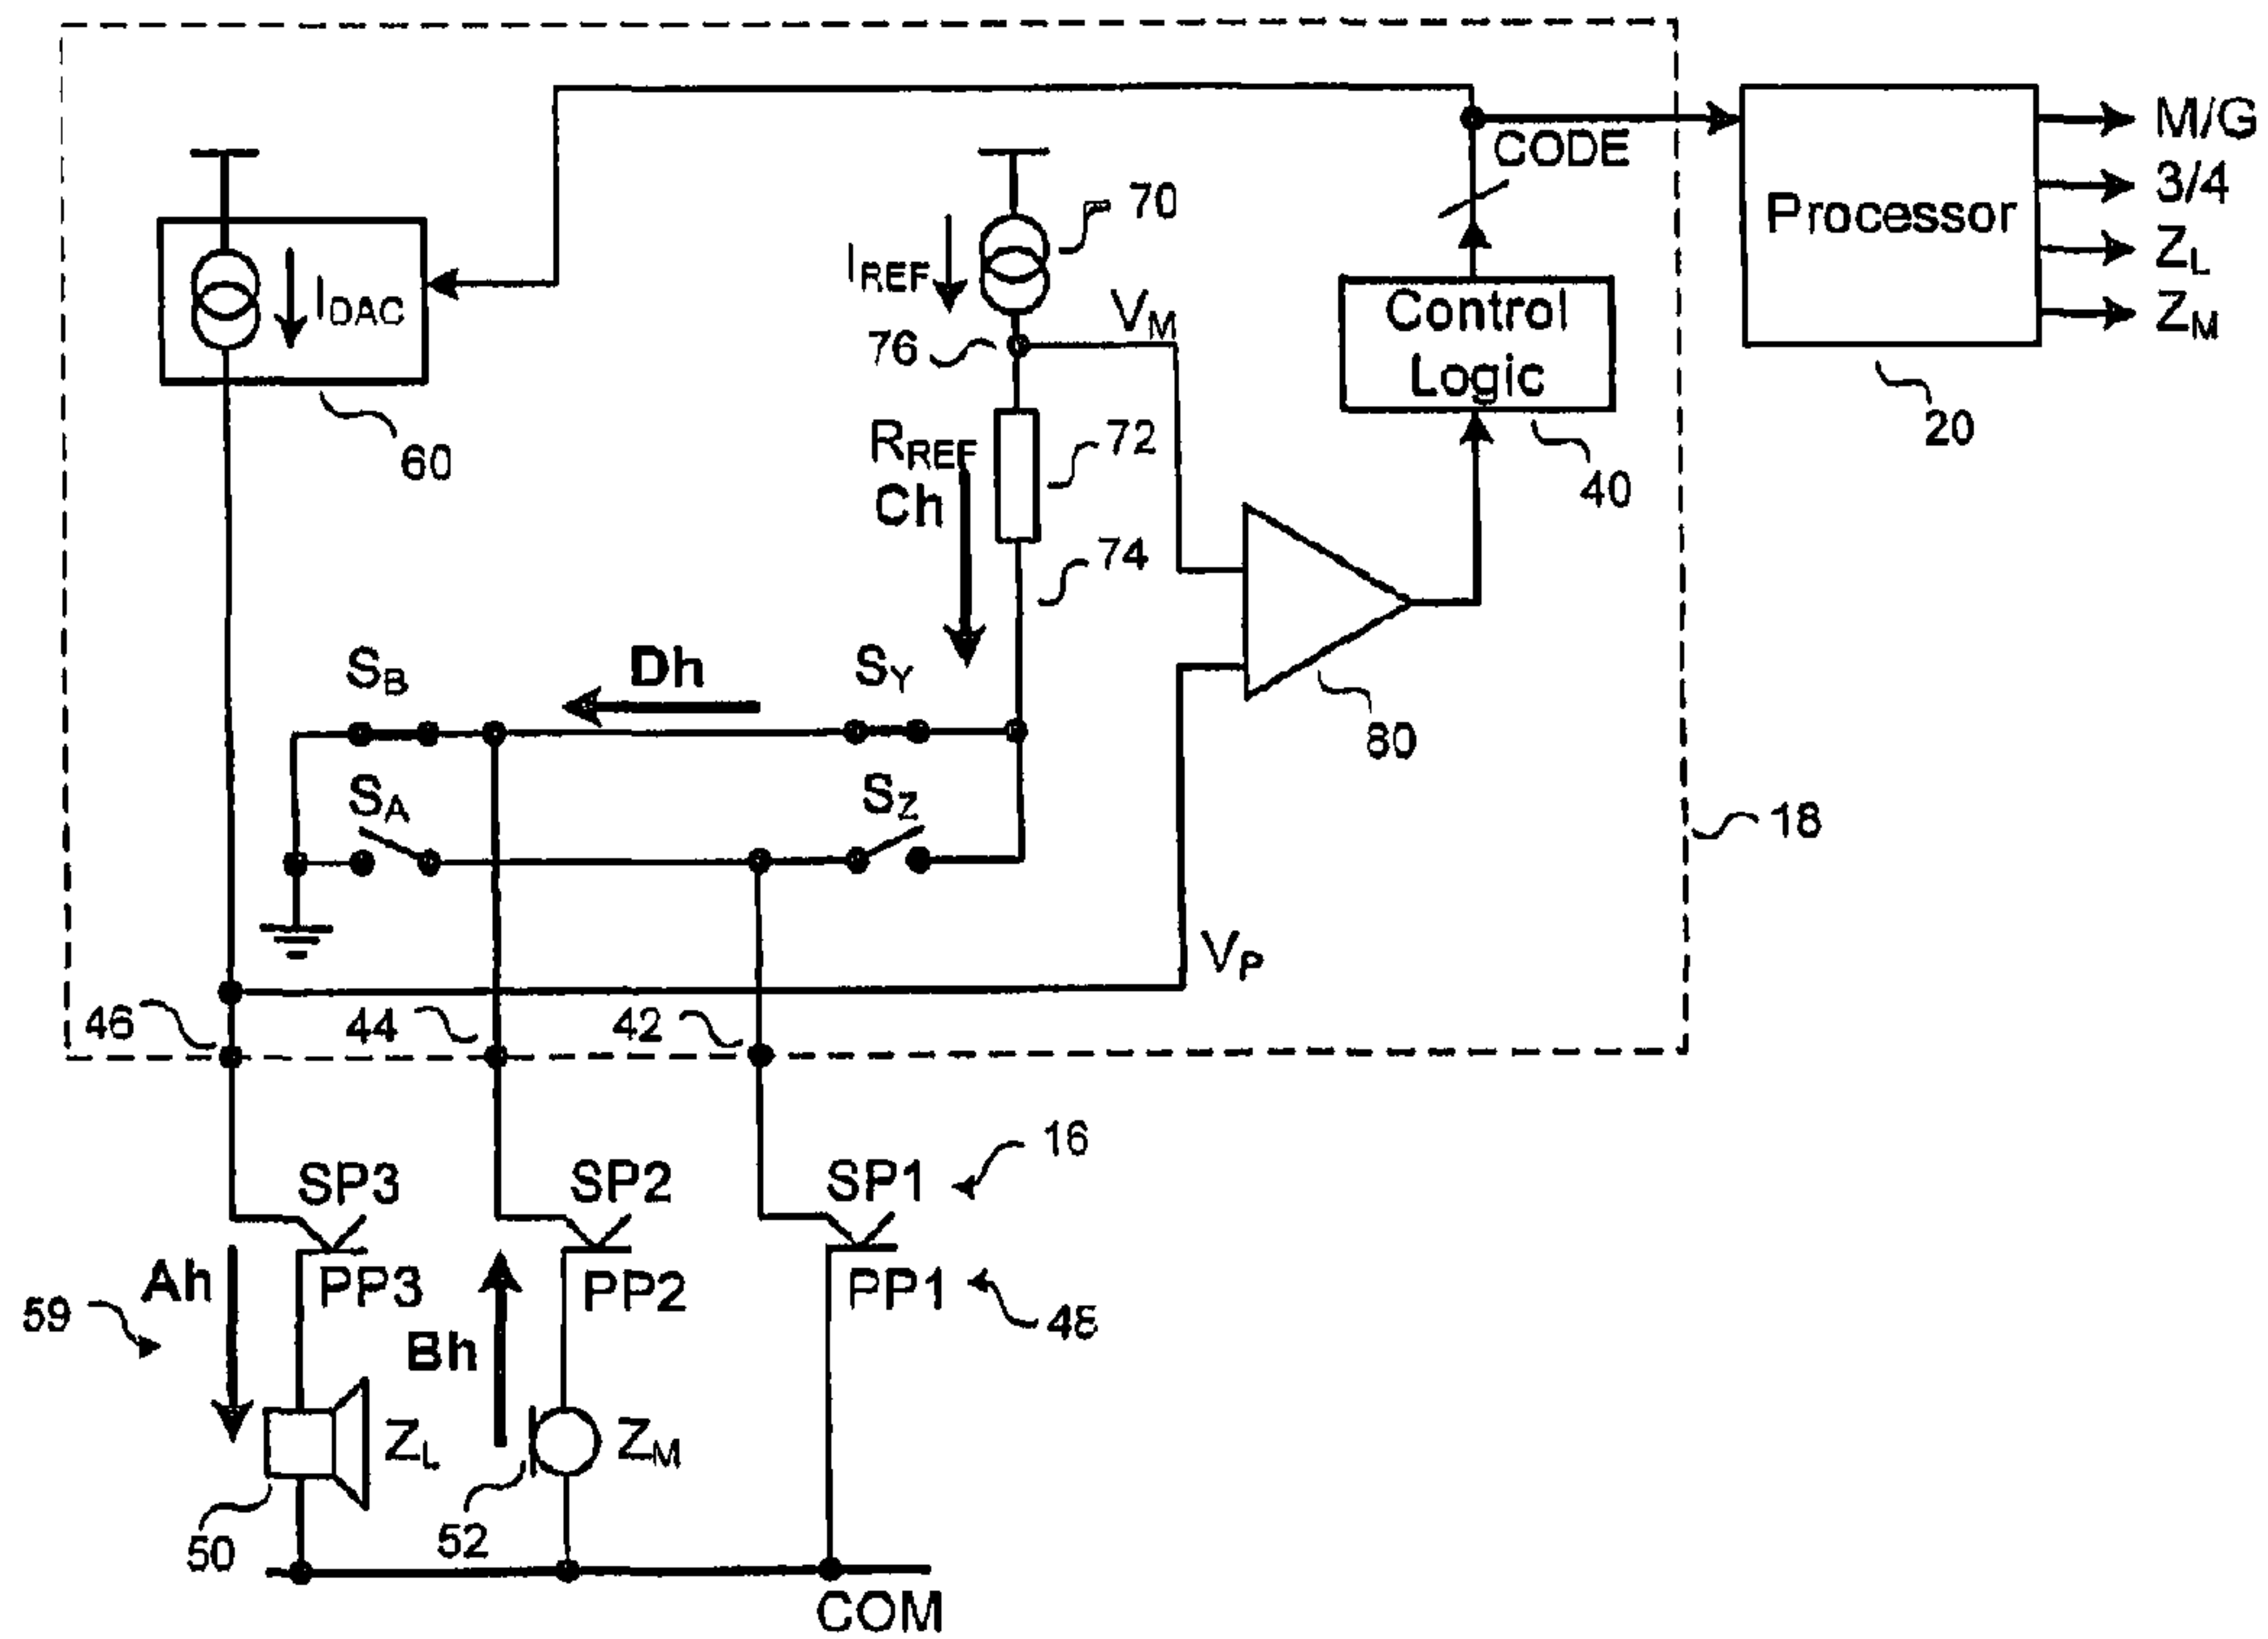 M/G
CODE
3/4
Processor
Z_L
Z_M
70
I_REF
I_DAC
V_M
76
Control
Logic
20
60
R_REF
72
40
Ch
74
S_B
Dh
S_Y
80
S_A
S_Z
18
V_P
46
44
42
16
SP3
SP2
SP1
Ah
PP3
PP2
PP1
59
48
Bh
Z_L
Z_M
50
52
COM